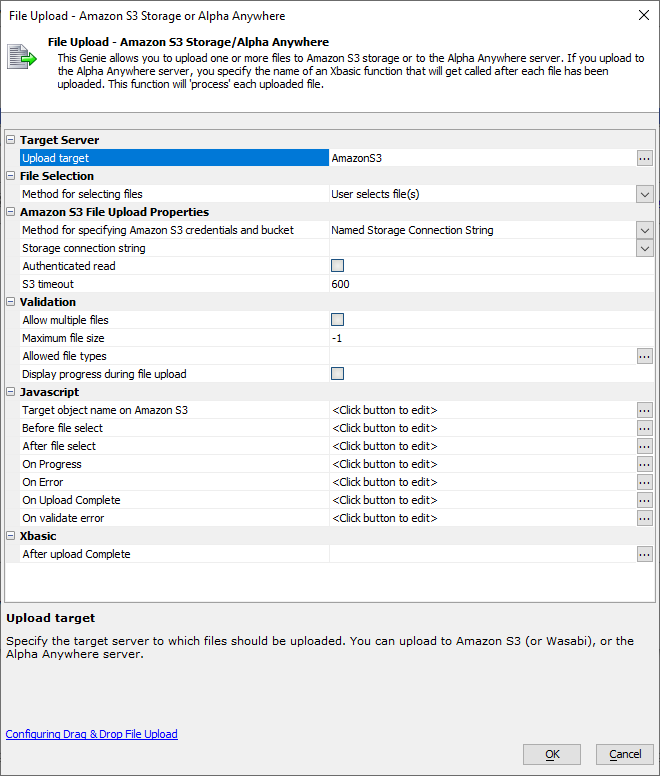 File Upload - Amazon S3 Storage or Alpha Anywhere
File Upload - Amazon S3 Storage/Alpha Anywhere
This Genie allows you to upload one or more files to Amazon S3 storage or to the Alpha Anywhere server. If you upload to
the Alpha Anywhere server, you specify the name of an Xbasic function that will get called after each file has been
uploaded. This function will 'process' each uploaded file.
Target Server
Upload target AmazonS3 ...
File Selection
Method for selecting files User selects file(s)
Amazon S3 File Upload Properties
Method for specifying Amazon S3 credentials and bucket Named Storage Connection String
Storage connection string
Authenticated read
S3 timeout 600
Validation
Allow multiple files
Maximum file size -1
Allowed file types ...
Display progress during file upload
Javascript
Target object name on Amazon S3 <Click button to edit> ...
Before file select <Click button to edit> ...
After file select <Click button to edit> ...
On Progress <Click button to edit> ...
On Error <Click button to edit> ...
On Upload Complete <Click button to edit> ...
On validate error <Click button to edit> ...
Xbasic
After upload Complete ...
Upload target
Specify the target server to which files should be uploaded. You can upload to Amazon S3 (or Wasabi), or the
Alpha Anywhere server.
Configuring Drag & Drop File Upload
OK Cancel